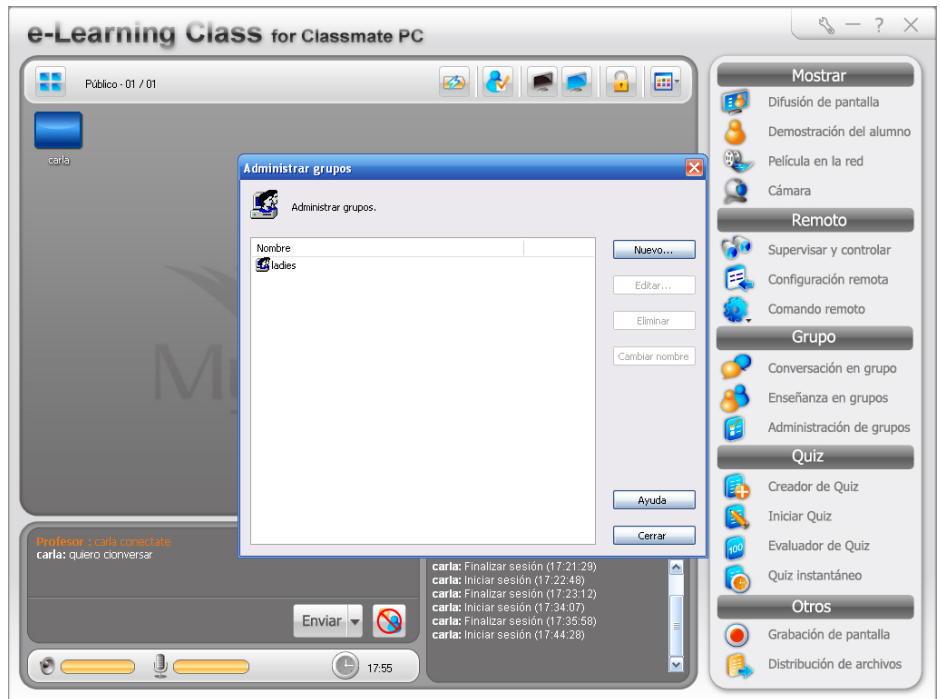 e-Learning Class for Classmate PC
Público - 01 / 01
carla
Administrar grupos
Administrar grupos.
Nombre
ladies
Nuevo...
Editar...
Eliminar
Cambiar nombre
Ayuda
Cerrar
Profesor : carla conectate
carla: quiero clonversar
Enviar
17:55
carla: Finalizar sesión (17:21:29)
carla: Iniciar sesión (17:22:48)
carla: Finalizar sesión (17:23:12)
carla: Iniciar sesión (17:34:07)
carla: Finalizar sesión (17:35:58)
carla: Iniciar sesión (17:44:28)
Mostrar
Difusión de pantalla
Demostración del alumno
Película en la red
Cámara
Remoto
Supervisar y controlar
Configuración remota
Comando remoto
Grupo
Conversación en grupo
Enseñanza en grupos
Administración de grupos
Quiz
Creador de Quiz
Iniciar Quiz
100
Evaluador de Quiz
Quiz instantáneo
Otros
Grabación de pantalla
Distribución de archivos